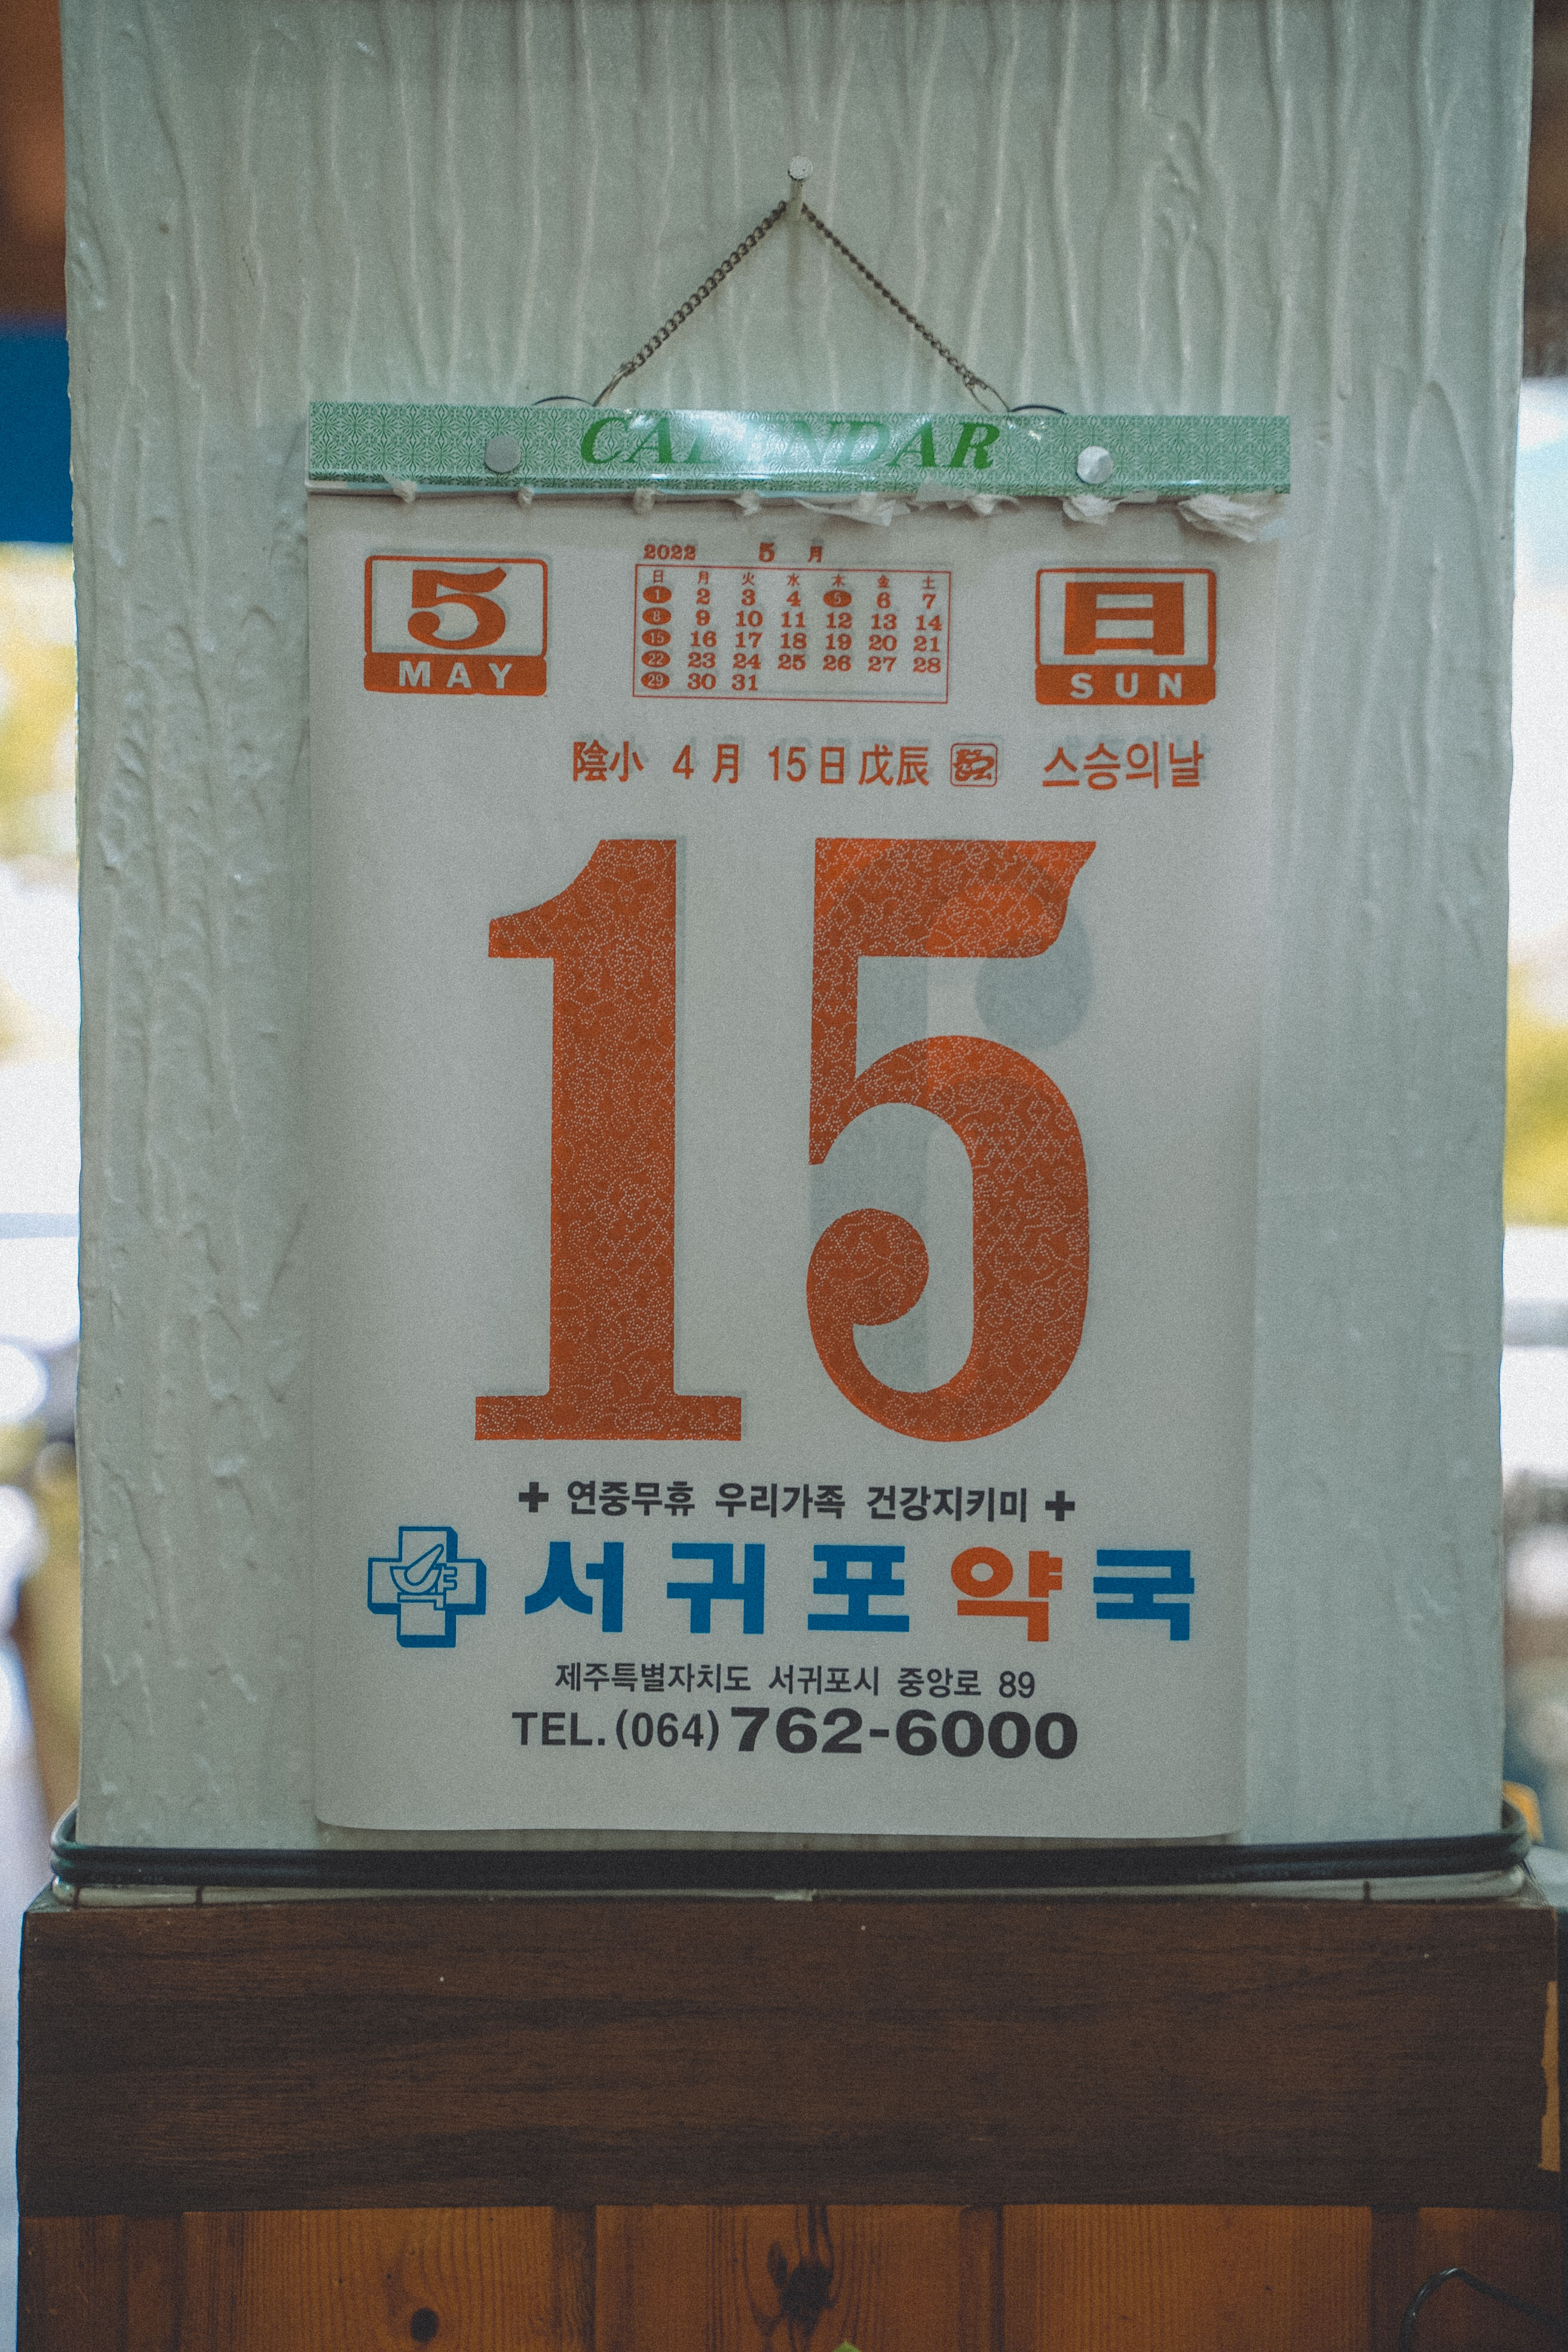 CALENDAR
2022 5 月
5
MAY
日 月 火 水 木 金 土
1 2 3 4 5 6 7
8 9 10 11 12 13 14
15 16 17 18 19 20 21
22 23 24 25 26 27 28
29 30 31
日
SUN
陰小 4 月 15 日 戊辰 스승의날
15
+ 연중무휴 우리가족 건강지키미 +
서귀포약국
제주특별자치도 서귀포시 중앙로 89
TEL. (064) 762-6000